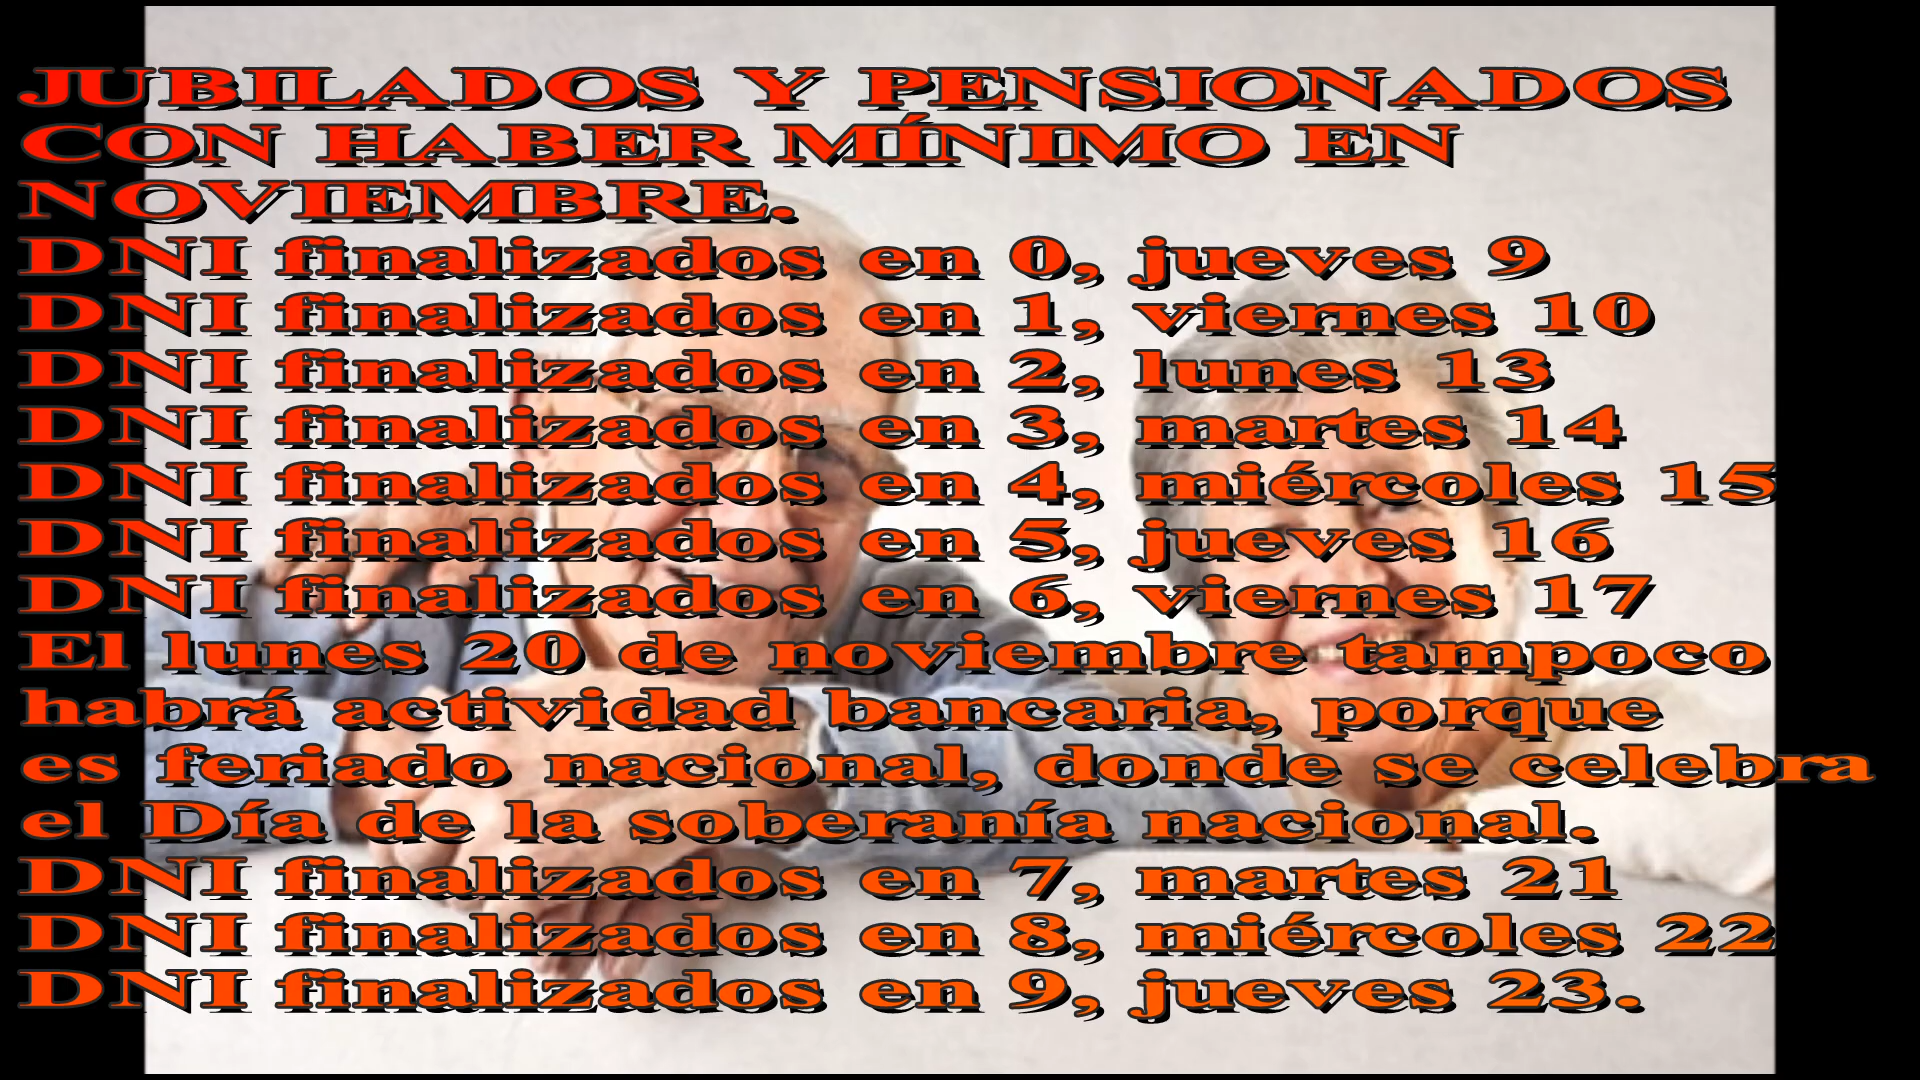 JUBILADOS Y PENSIONADOS
CON HABER MÍNIMO EN
NOVIEMBRE.
DNI finalizados en 0, jueves 9
DNI finalizados en 1, viernes 10
DNI finalizados en 2, lunes 13
DNI finalizados en 3, martes 14
DNI finalizados en 4, miércoles 15
DNI finalizados en 5, jueves 16
DNI finalizados en 6, viernes 17
El lunes 20 de noviembre tampoco
habrá actividad bancaria, porque
es feriado nacional, donde se celebra
el Día de la soberanía nacional.
DNI finalizados en 7, martes 21
DNI finalizados en 8, miércoles 22
DNI finalizados en 9, jueves 23.